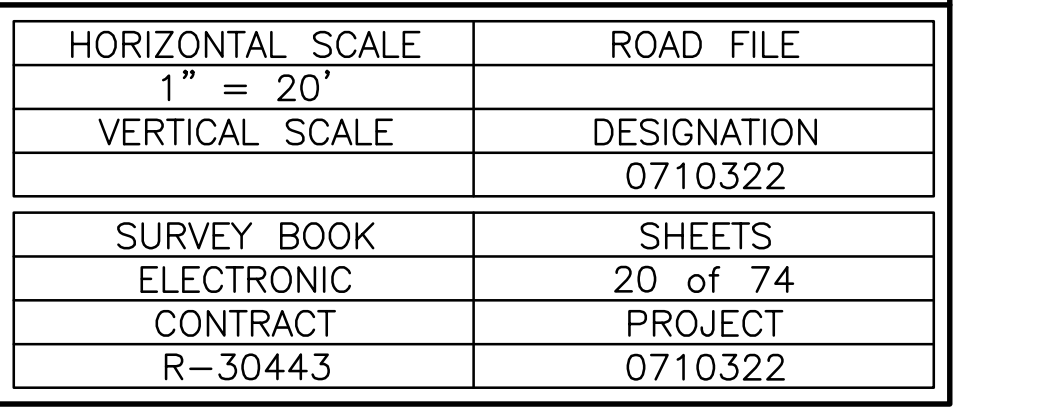 HORIZONTAL SCALE ROAD FILE
1" = 20'
VERTICAL SCALE DESIGNATION
0710322
SURVEY BOOK SHEETS
ELECTRONIC 20 of 74
CONTRACT PROJECT
R-30443 0710322